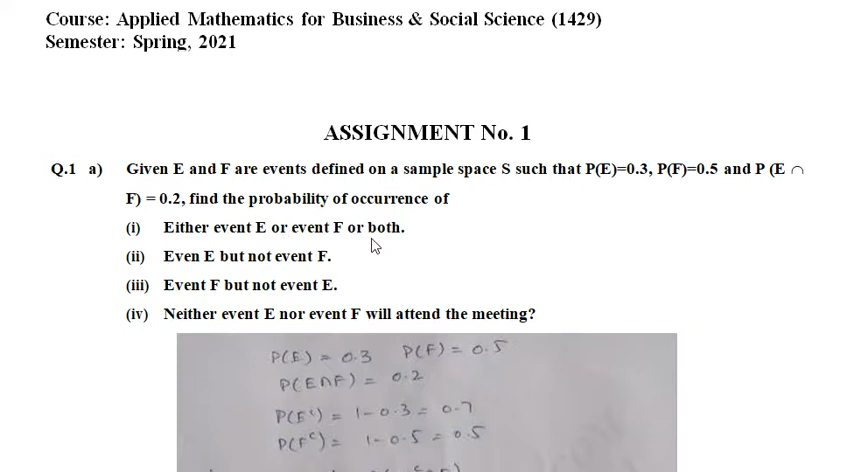 Course: Applied Mathematics for Business & Social Science (1429)
Semester: Spring, 2021
ASSIGNMENT No. 1
Q.1 a) Given E and F are events defined on a sample space S such that P(E)=0.3, P(F)=0.5 and P (E ∩
F) = 0.2, find the probability of occurrence of
(i) Either event E or event F or both.
(ii) Even E but not event F.
(iii) Event F but not event E.
(iv) Neither event E nor event F will attend the meeting?
P(E) = 0.3 P(F) = 0.5
P(E∩F) = 0.2
P(Eᶜ) = 1-0.3 = 0.7
P(Fᶜ) = 1-0.5 = 0.5